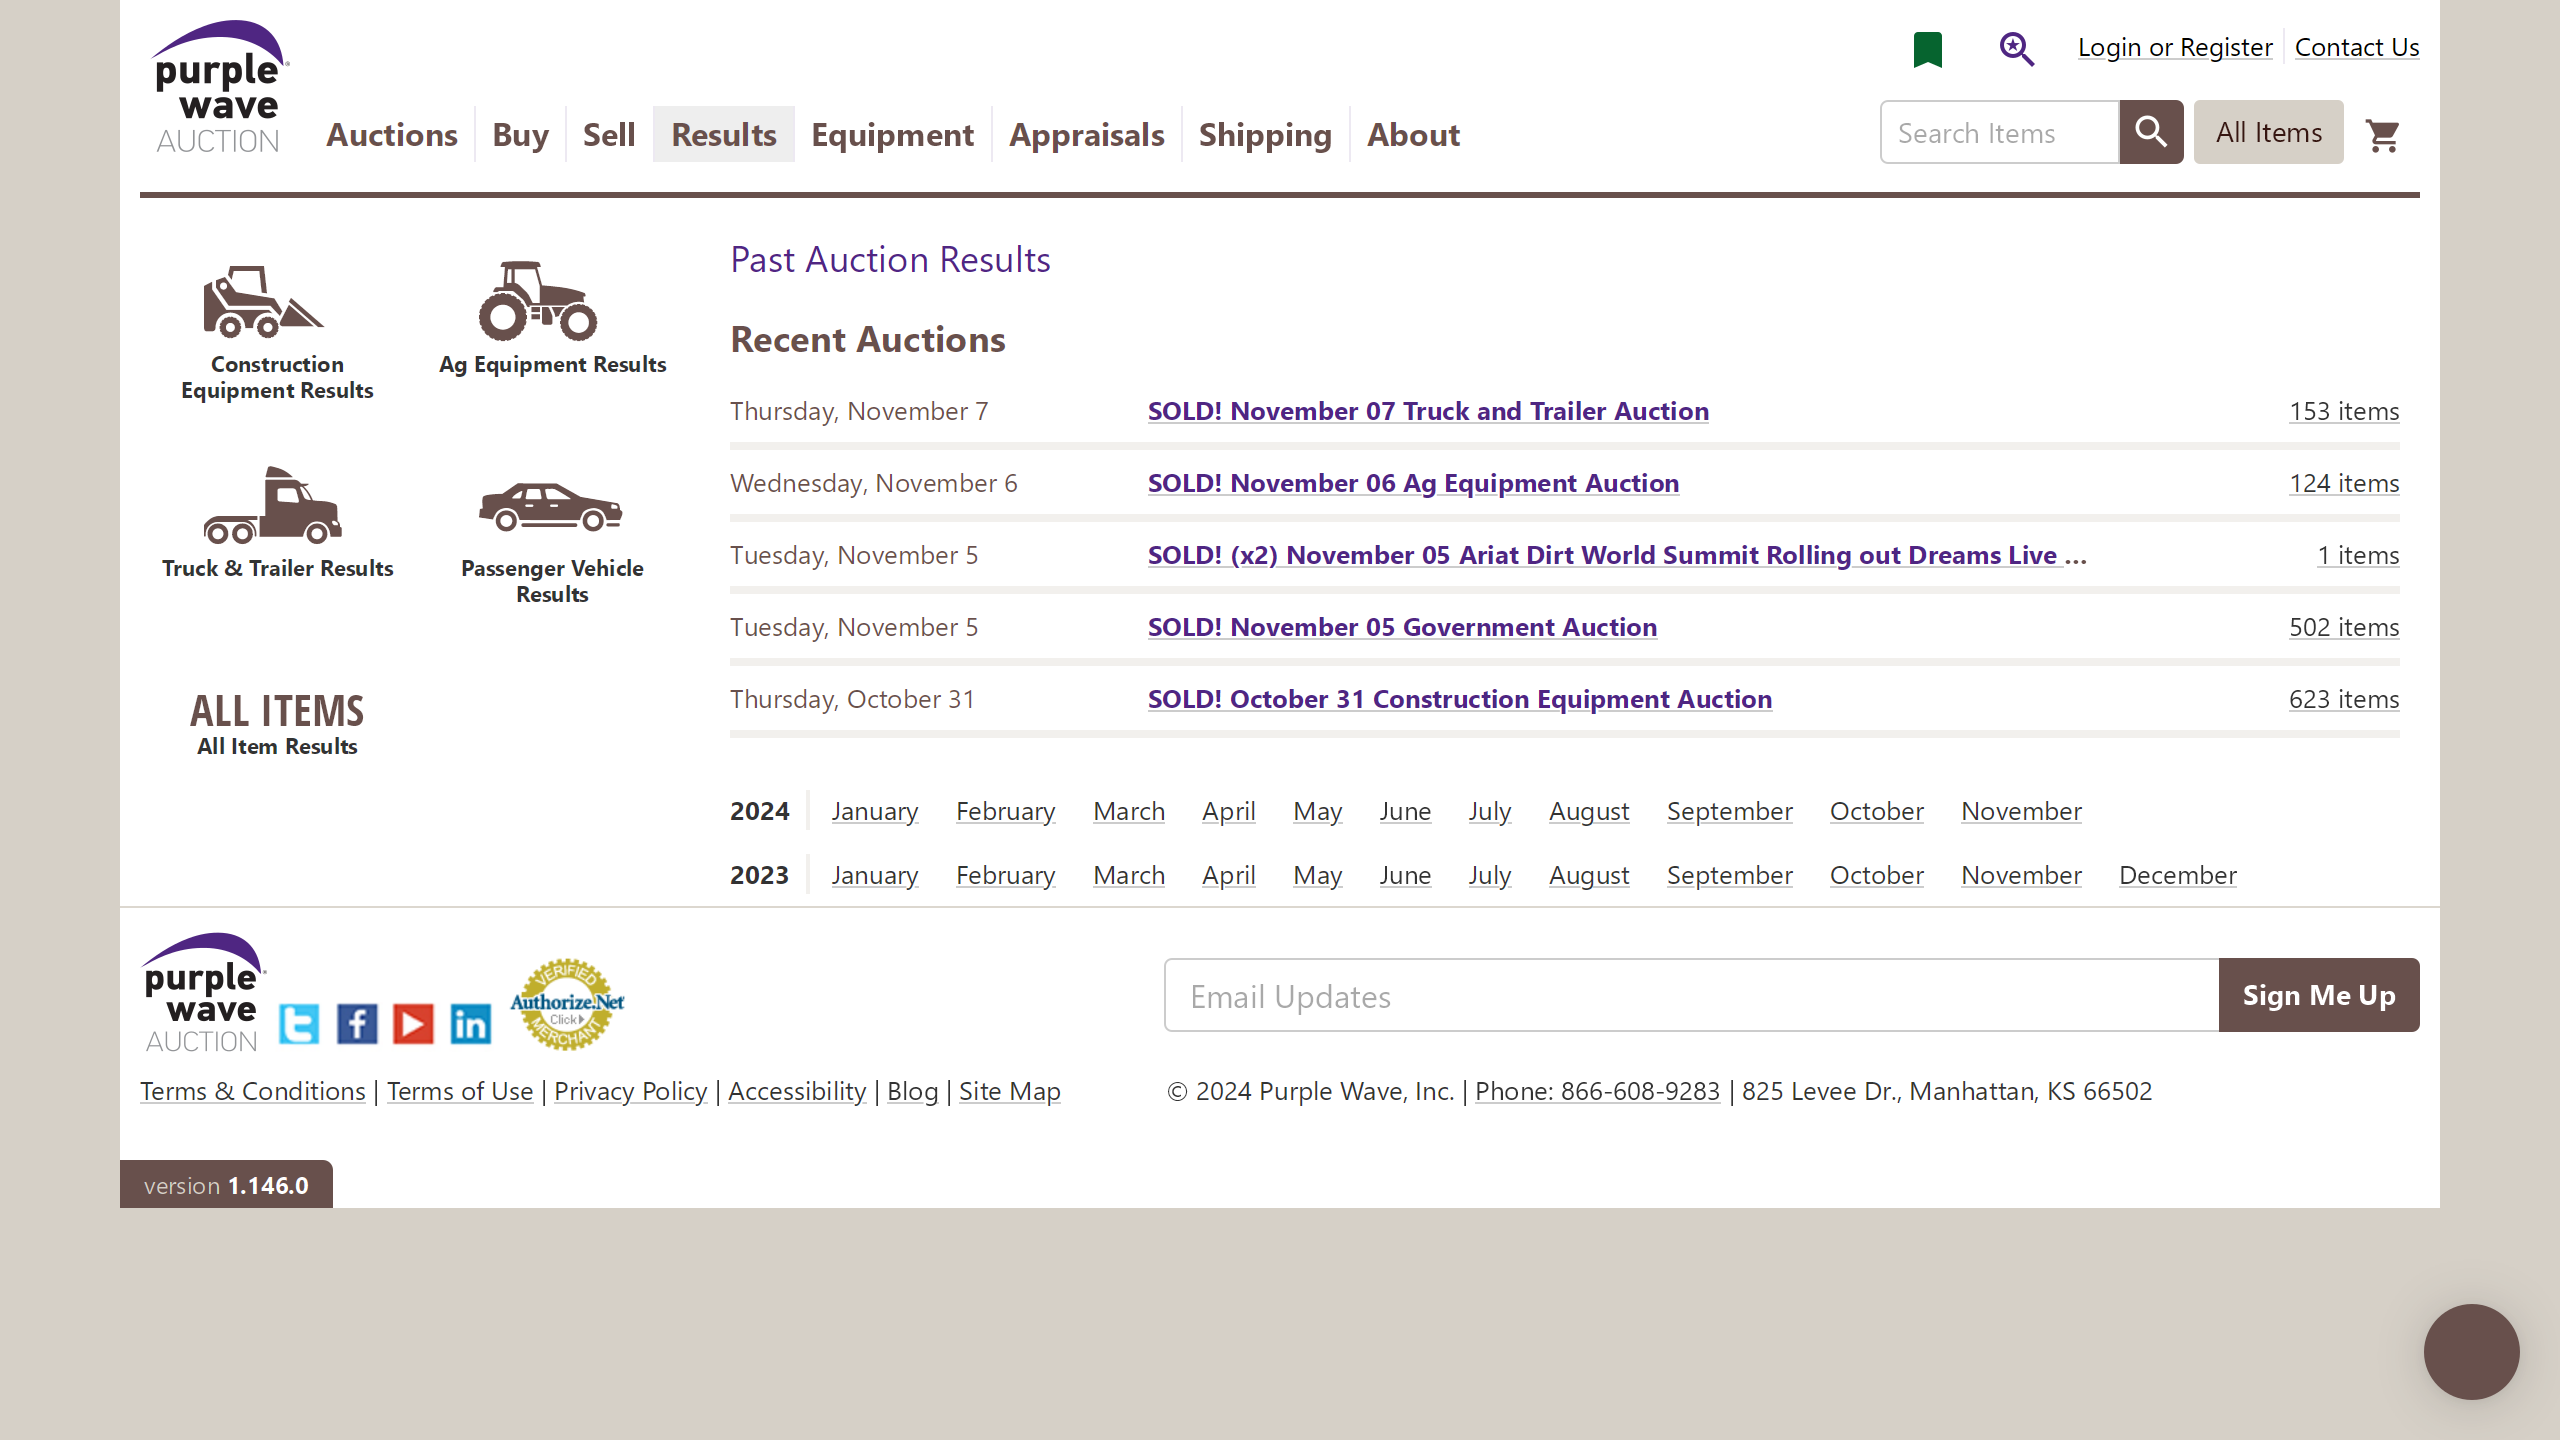 purple
wave
AUCTION
Login or Register
Contact Us
Auctions
Buy
Sell
Results
Equipment
Appraisals
Shipping
About
Search Items
All Items
Construction
Equipment Results
Ag Equipment Results
Truck & Trailer Results
Passenger Vehicle
Results
ALL ITEMS
All Item Results
Past Auction Results
Recent Auctions
Thursday, November 7 SOLD! November 07 Truck and Trailer Auction 153 items
Wednesday, November 6 SOLD! November 06 Ag Equipment Auction 124 items
Tuesday, November 5 SOLD! (x2) November 05 Ariat Dirt World Summit Rolling out Dreams Live ... 1 items
Tuesday, November 5 SOLD! November 05 Government Auction 502 items
Thursday, October 31 SOLD! October 31 Construction Equipment Auction 623 items
2024 January February March April May June July August September October November
2023 January February March April May June July August September October November December
purple
wave
AUCTION
VERIFIED
Authorize.Net
Click
MERCHANT
Email Updates
Sign Me Up
Terms & Conditions | Terms of Use | Privacy Policy | Accessibility | Blog | Site Map
© 2024 Purple Wave, Inc. | Phone: 866-608-9283 | 825 Levee Dr., Manhattan, KS 66502
version 1.146.0